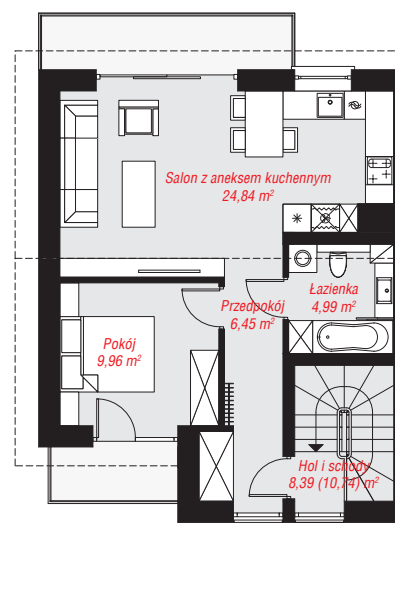 Salon z aneksem kuchennym
24,84 m²
Łazienka
4,99 m²
Przedpokój
6,45 m²
Pokój
9,96 m²
Hol i schody
8,39 (10,74) m²